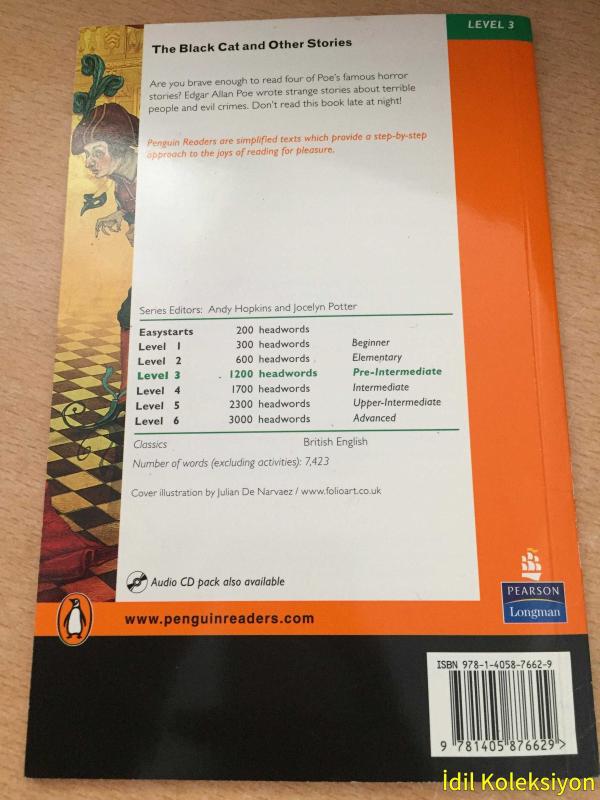 LEVEL 3
The Black Cat and Other Stories
Are you brave enough to read four of Poe's famous horror
stories? Edgar Allan Poe wrote strange stories about terrible
people and evil crimes. Don't read this book late at night!
Penguin Readers are simplified texts which provide a step-by-step
approach to the joys of reading for pleasure.
Series Editors: Andy Hopkins and Jocelyn Potter
Easystarts 200 headwords
Level 1 300 headwords Beginner
Level 2 600 headwords Elementary
Level 3 1200 headwords Pre-Intermediate
Level 4 1700 headwords Intermediate
Level 5 2300 headwords Upper-Intermediate
Level 6 3000 headwords Advanced
Classics British English
Number of words (excluding activities): 7,423
Cover illustration by Julian De Narvaez / www.folioart.co.uk
Audio CD pack also available
PEARSON
Longman
www.penguinreaders.com
ISBN 978-1-4058-7662-9
9 781405 876629 >
İdil Koleksiyon